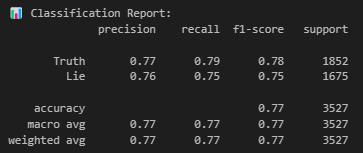 📊 Classification Report:
precision recall f1-score support
Truth 0.77 0.79 0.78 1852
Lie 0.76 0.75 0.75 1675
accuracy 0.77 3527
macro avg 0.77 0.77 0.77 3527
weighted avg 0.77 0.77 0.77 3527